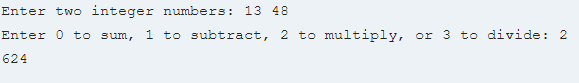 Enter two integer numbers: 13 48
Enter 0 to sum, 1 to subtract, 2 to multiply, or 3 to divide: 2
624